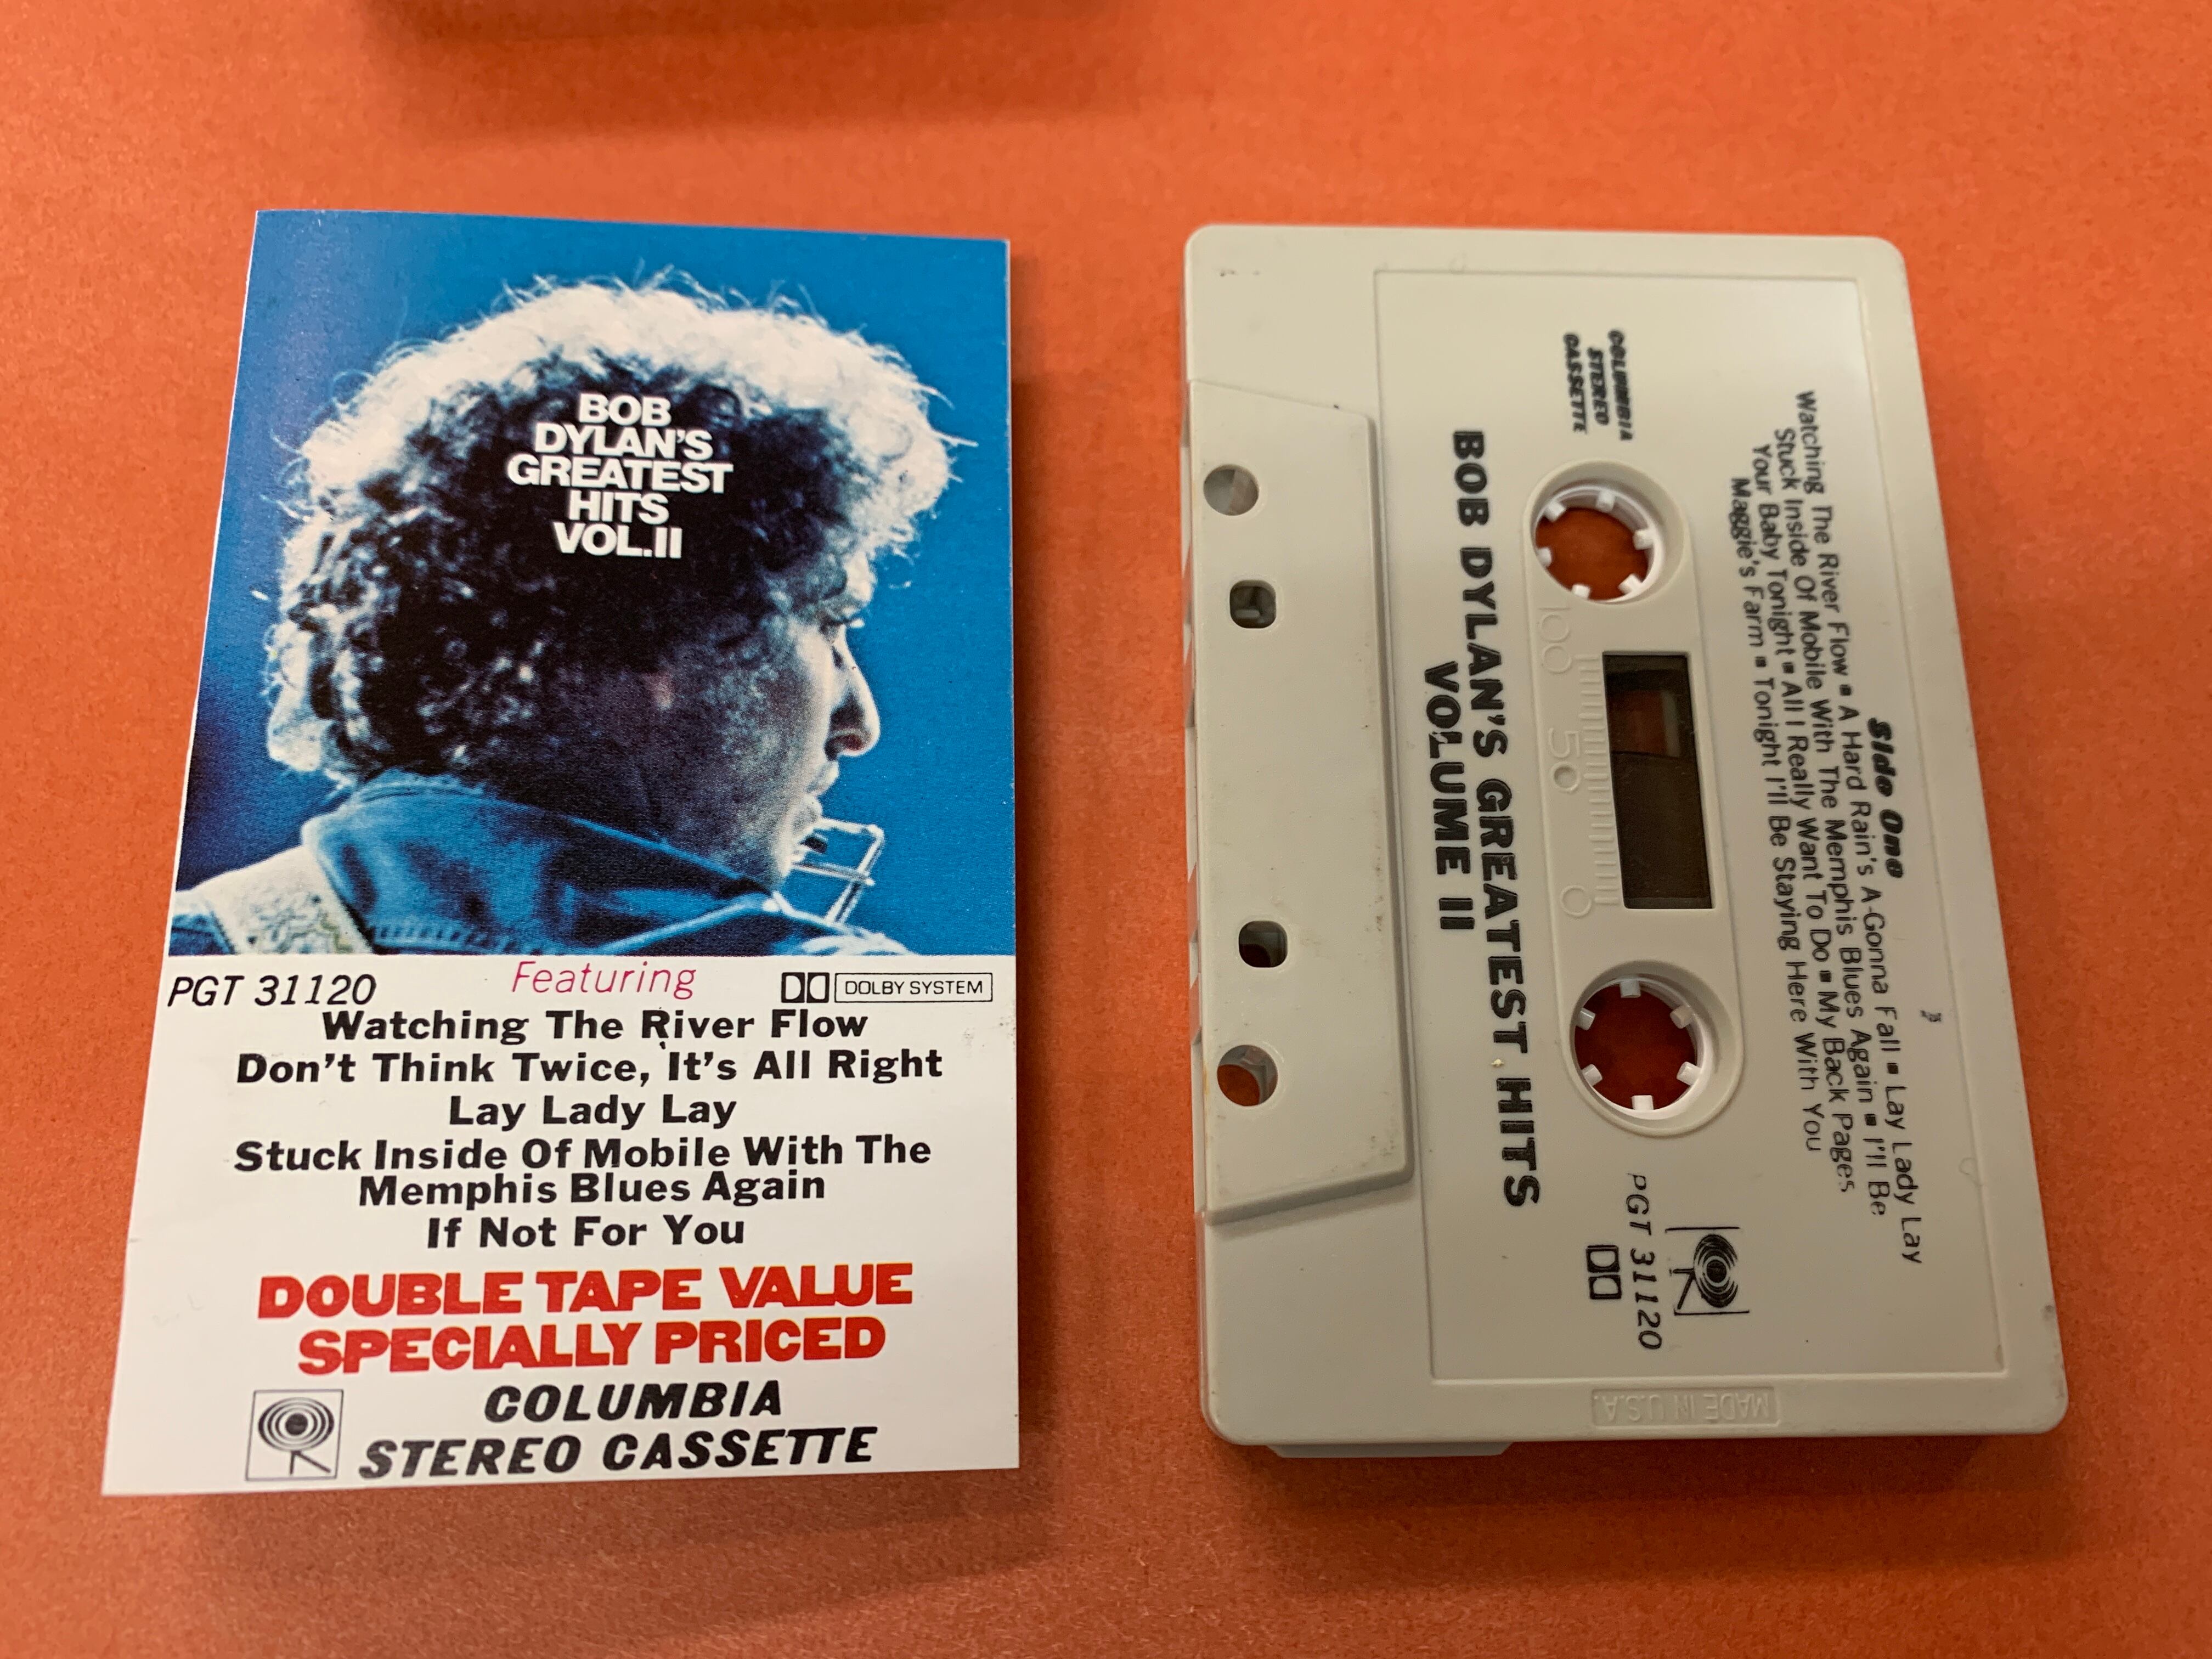 BOB
DYLAN'S
GREATEST
HITS
VOL.II
PGT 31120
Featuring
DOLBY SYSTEM
Watching The River Flow
Don't Think Twice, It's All Right
Lay Lady Lay
Stuck Inside Of Mobile With The
Memphis Blues Again
If Not For You
DOUBLE TAPE VALUE
SPECIALLY PRICED
COLUMBIA
STEREO CASSETTE
Side One
Watching The River Flow ▪ A Hard Rain's A-Gonna Fall ▪ Lay Lady Lay
Stuck Inside Of Mobile With The Memphis Blues Again ▪ I'll Be
Your Baby Tonight ▪ All I Really Want To Do ▪ My Back Pages
Maggie's Farm ▪ Tonight I'll Be Staying Here With You
COLUMBIA
STEREO
CASSETTE
100 50 0
PGT 31120
BOB DYLAN'S GREATEST HITS
VOLUME II
MADE IN U.S.A.